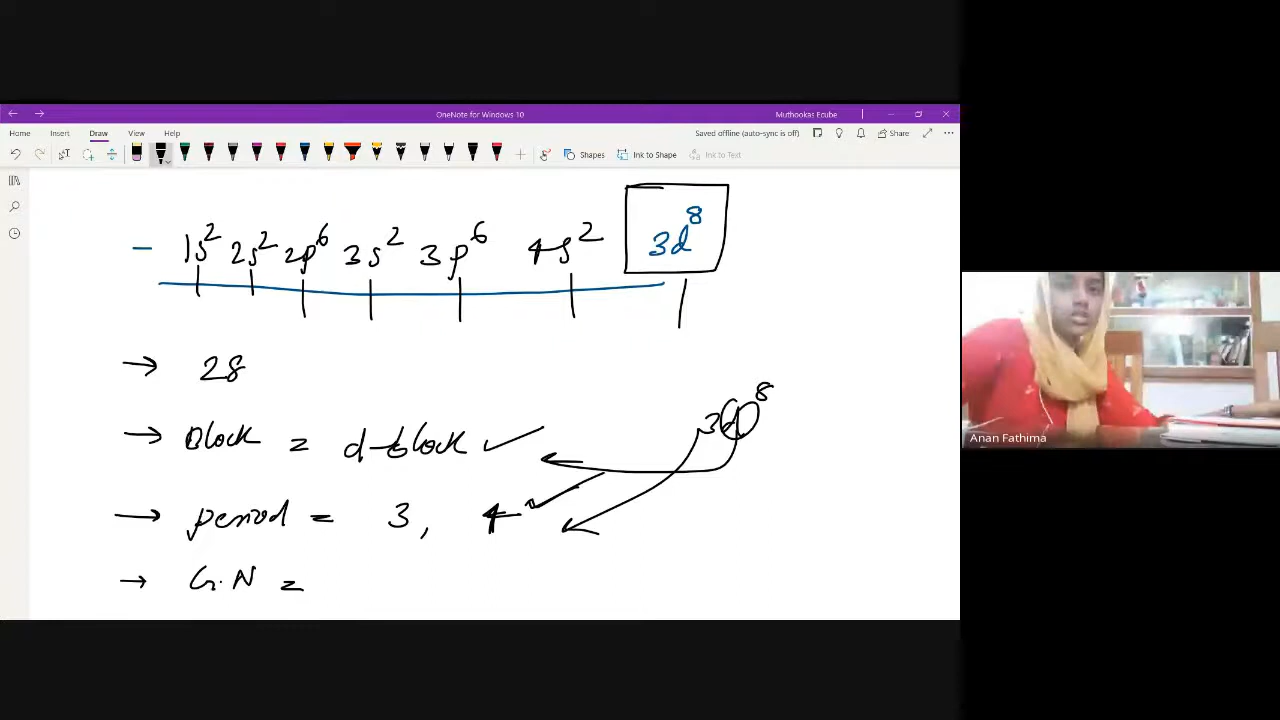 OneNote for Windows 10
Muthookas Ecube
Home Insert Draw View Help
Saved offline (auto-sync is off)
Share
Shapes
Ink to Shape
Ink to Text
- 1s² 2s² 2p⁶ 3s² 3p⁶ 4s² 3d⁸
→ 28
3d⁸
→ Block = d-block ✓
→ period = 3, 4
→ G.N =
Anan Fathima